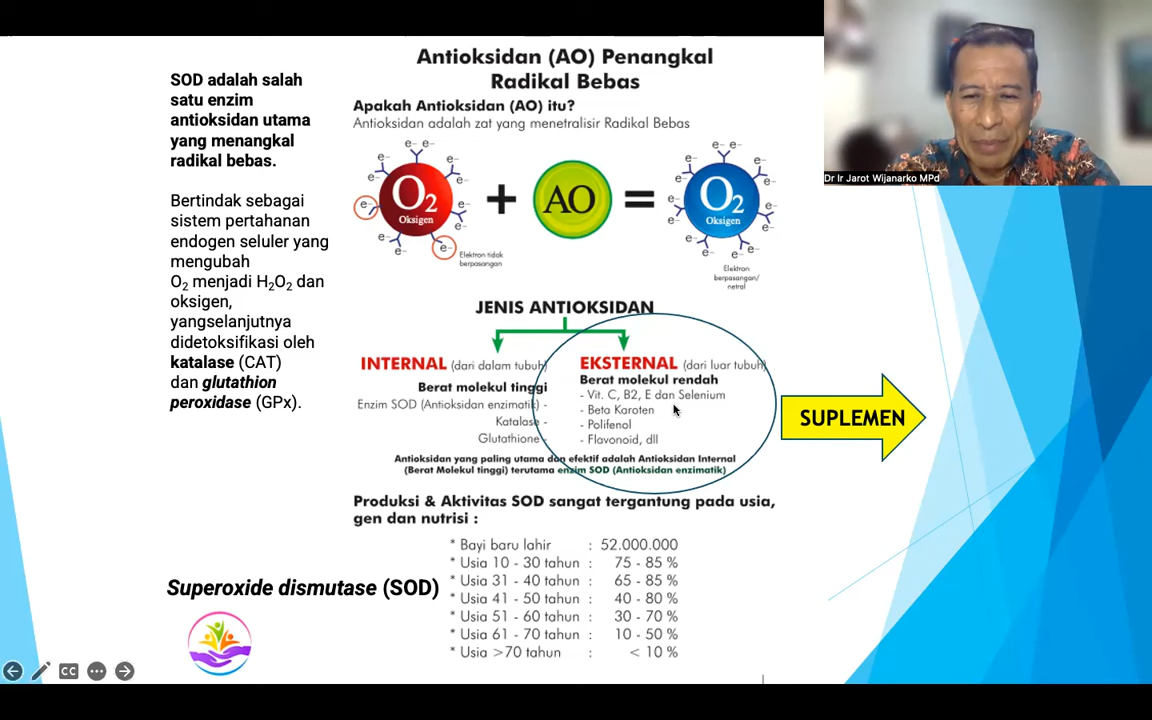 SOD adalah salah
satu enzim
antioksidan utama
yang menangkal
radikal bebas.
Bertindak sebagai
sistem pertahanan
endogen seluler yang
mengubah
O₂ menjadi H₂O₂ dan
oksigen,
yangselanjutnya
didetoksifikasi oleh
katalase (CAT)
dan glutathion
peroxidase (GPx).
Antioksidan (AO) Penangkal
Radikal Bebas
Apakah Antioksidan (AO) itu?
Antioksidan adalah zat yang menetralisir Radikal Bebas
e- e-
e-
e-
e-
e-
e-
e-
e-
e-
O₂
Oksigen
Elektron tidak
berpasangan
+
AO
=
e- e-
e-
e-
e-
e-
e-
e-
e-
e-
e-
O₂
Oksigen
Elektron
berpasangan/
netral
JENIS ANTIOKSIDAN
INTERNAL (dari dalam tubuh)
Berat molekul tinggi
Enzim SOD (Antioksidan enzimatik) -
Katalase -
Glutathione -
EKSTERNAL (dari luar tubuh)
Berat molekul rendah
- Vit. C, B2, E dan Selenium
- Beta Karoten
- Polifenol
- Flavonoid, dll
SUPLEMEN
Antioksidan yang paling utama dan efektif adalah Antioksidan Internal
(Berat Molekul tinggi) terutama enzim SOD (Antioksidan enzimatik)
Produksi & Aktivitas SOD sangat tergantung pada usia,
gen dan nutrisi :
* Bayi baru lahir : 52.000.000
* Usia 10 - 30 tahun : 75 - 85 %
* Usia 31 - 40 tahun : 65 - 85 %
* Usia 41 - 50 tahun : 40 - 80 %
* Usia 51 - 60 tahun : 30 - 70 %
* Usia 61 - 70 tahun : 10 - 50 %
* Usia >70 tahun : < 10 %
Superoxide dismutase (SOD)
Dr Ir Jarot Wijanarko MPd
CC